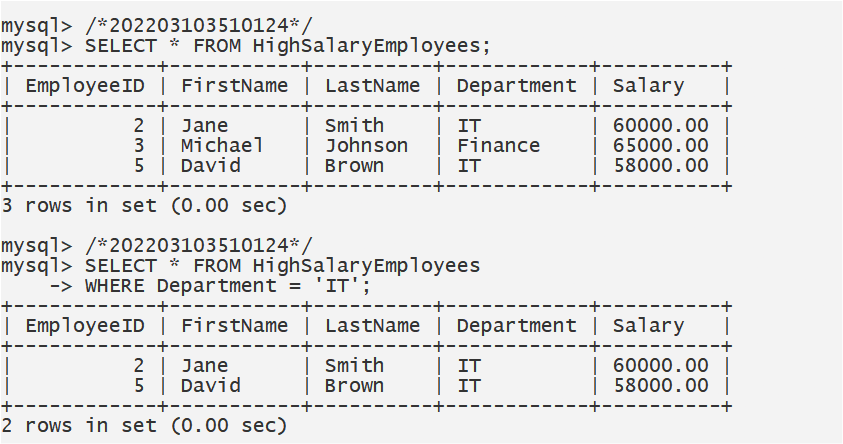 mysql> /*202203103510124*/
mysql> SELECT * FROM HighSalaryEmployees;
+------------+-----------+----------+------------+----------+
| EmployeeID | FirstName | LastName | Department | Salary   |
+------------+-----------+----------+------------+----------+
|          2 | Jane      | Smith    | IT         | 60000.00 |
|          3 | Michael   | Johnson  | Finance    | 65000.00 |
|          5 | David     | Brown    | IT         | 58000.00 |
+------------+-----------+----------+------------+----------+
3 rows in set (0.00 sec)
mysql> /*202203103510124*/
mysql> SELECT * FROM HighSalaryEmployees
    -> WHERE Department = 'IT';
+------------+-----------+----------+------------+----------+
| EmployeeID | FirstName | LastName | Department | Salary   |
+------------+-----------+----------+------------+----------+
|          2 | Jane      | Smith    | IT         | 60000.00 |
|          5 | David     | Brown    | IT         | 58000.00 |
+------------+-----------+----------+------------+----------+
2 rows in set (0.00 sec)